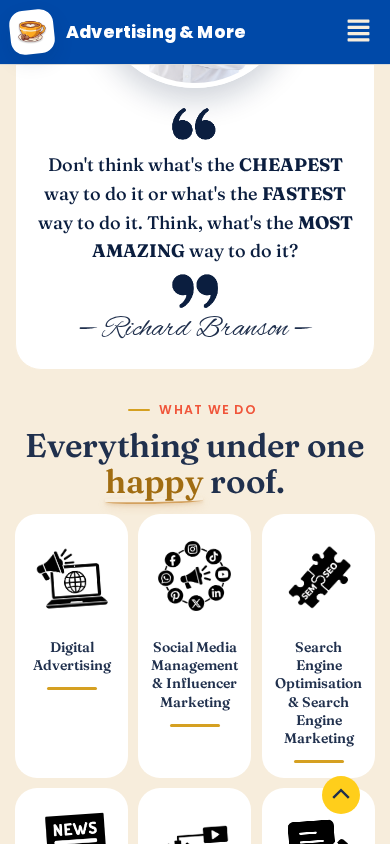 Advertising & More
“
Don't think what's the CHEAPEST
way to do it or what's the FASTEST
way to do it. Think, what's the MOST
AMAZING way to do it?
”
— Richard Branson —
WHAT WE DO
Everything under one
happy roof.
Digital
Advertising
Social Media
Management
& Influencer
Marketing
SEM
SEO
Search
Engine
Optimisation
& Search
Engine
Marketing
NEWS